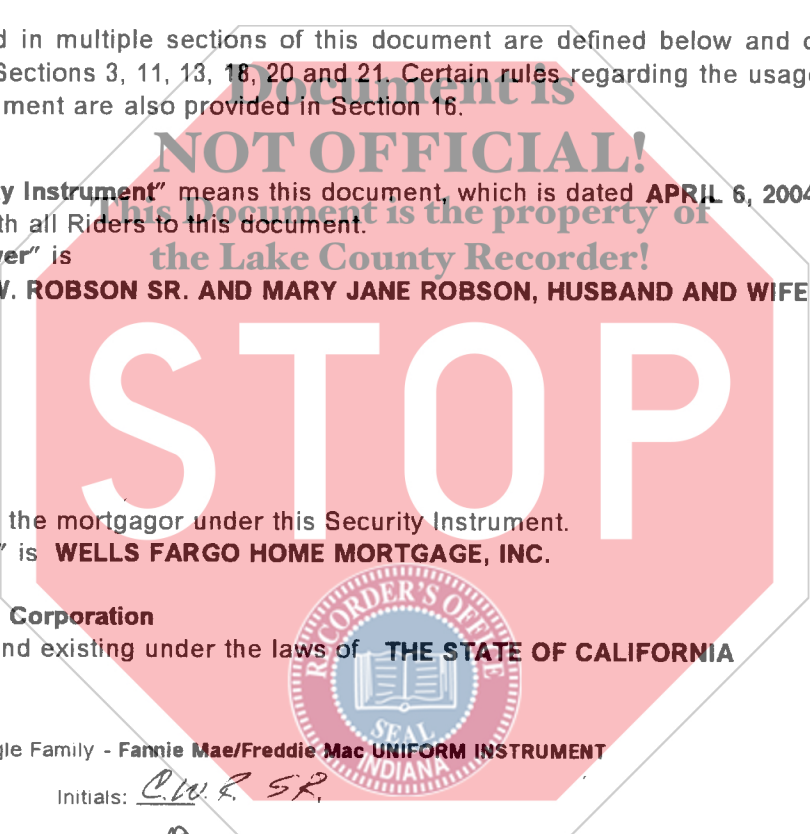 in multiple sections of this document are defined below and
Sections 3, 11, 13, 18, 20 and 21. Certain rules regarding the usag
ment are also provided in Section 16.
Document is
NOT OFFICIAL!
This Document is the property of
the Lake County Recorder!
y Instrument" means this document, which is dated APRIL 6, 2004
th all Riders to this document.
er" is
. ROBSON SR. AND MARY JANE ROBSON, HUSBAND AND WIFE
STOP
the mortgagor under this Security Instrument.
" is WELLS FARGO HOME MORTGAGE, INC.
Corporation
nd existing under the laws of THE STATE OF CALIFORNIA
RECORDER'S OFFICE
SEAL
INDIANA
gle Family - Fannie Mae/Freddie Mac UNIFORM INSTRUMENT
Initials: C.W.R. SR.